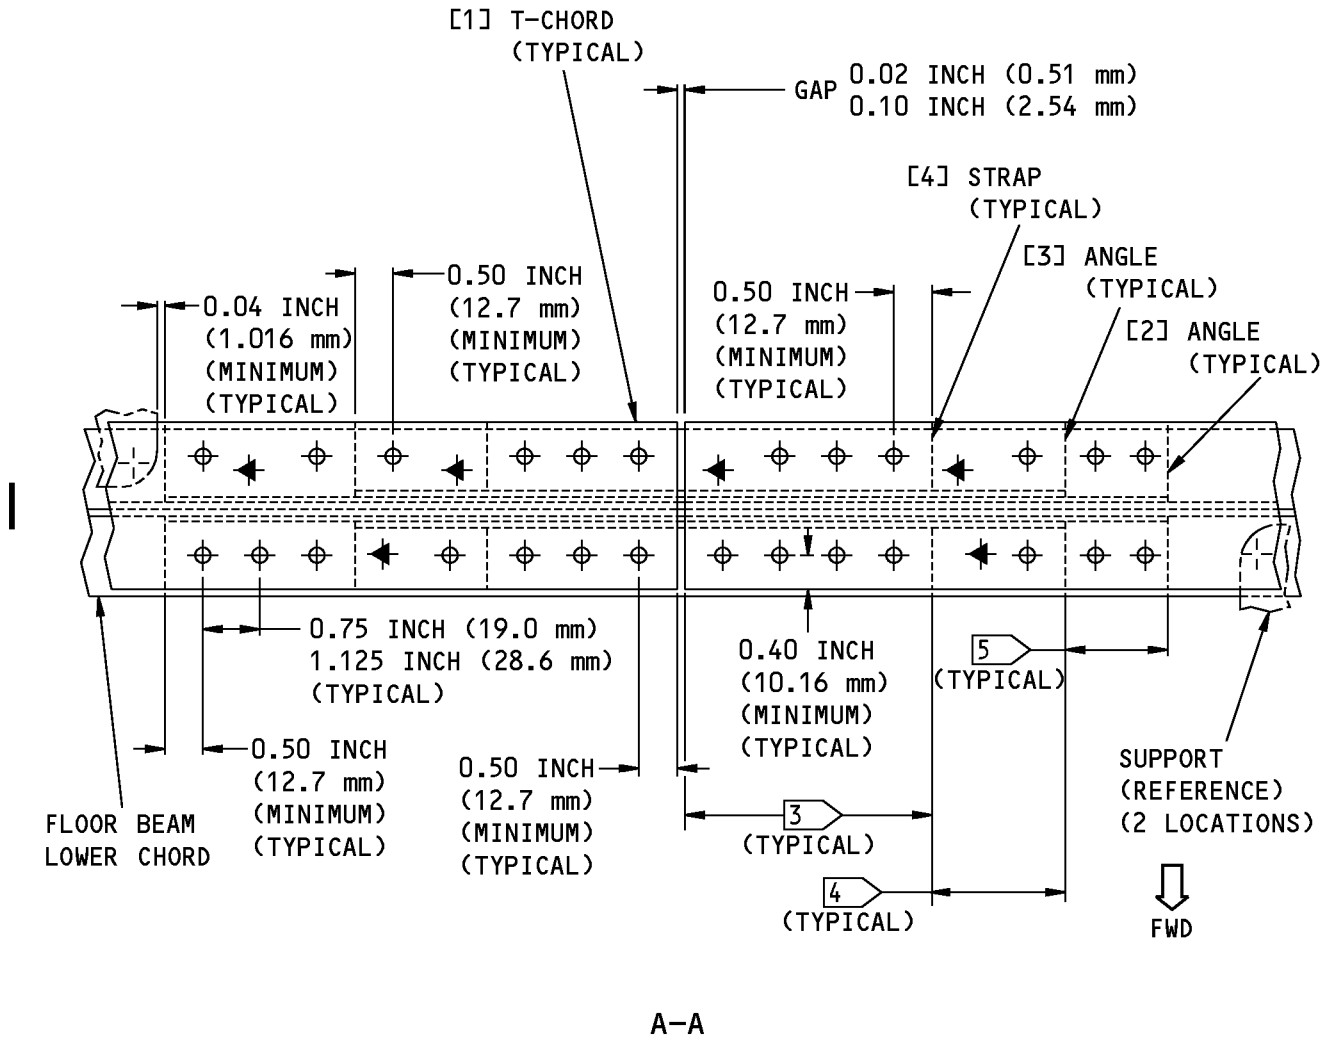 [1] T-CHORD
(TYPICAL)
GAP
0.02 INCH (0.51 mm)
0.10 INCH (2.54 mm)
[4] STRAP
(TYPICAL)
[3] ANGLE
(TYPICAL)
[2] ANGLE
(TYPICAL)
0.04 INCH
(1.016 mm)
(MINIMUM)
(TYPICAL)
0.50 INCH
(12.7 mm)
(MINIMUM)
(TYPICAL)
0.50 INCH
(12.7 mm)
(MINIMUM)
(TYPICAL)
0.75 INCH (19.0 mm)
1.125 INCH (28.6 mm)
(TYPICAL)
0.40 INCH
(10.16 mm)
(MINIMUM)
(TYPICAL)
5
(TYPICAL)
0.50 INCH
(12.7 mm)
(MINIMUM)
(TYPICAL)
0.50 INCH
(12.7 mm)
(MINIMUM)
(TYPICAL)
FLOOR BEAM
LOWER CHORD
3
(TYPICAL)
4
(TYPICAL)
SUPPORT
(REFERENCE)
(2 LOCATIONS)
FWD
A-A